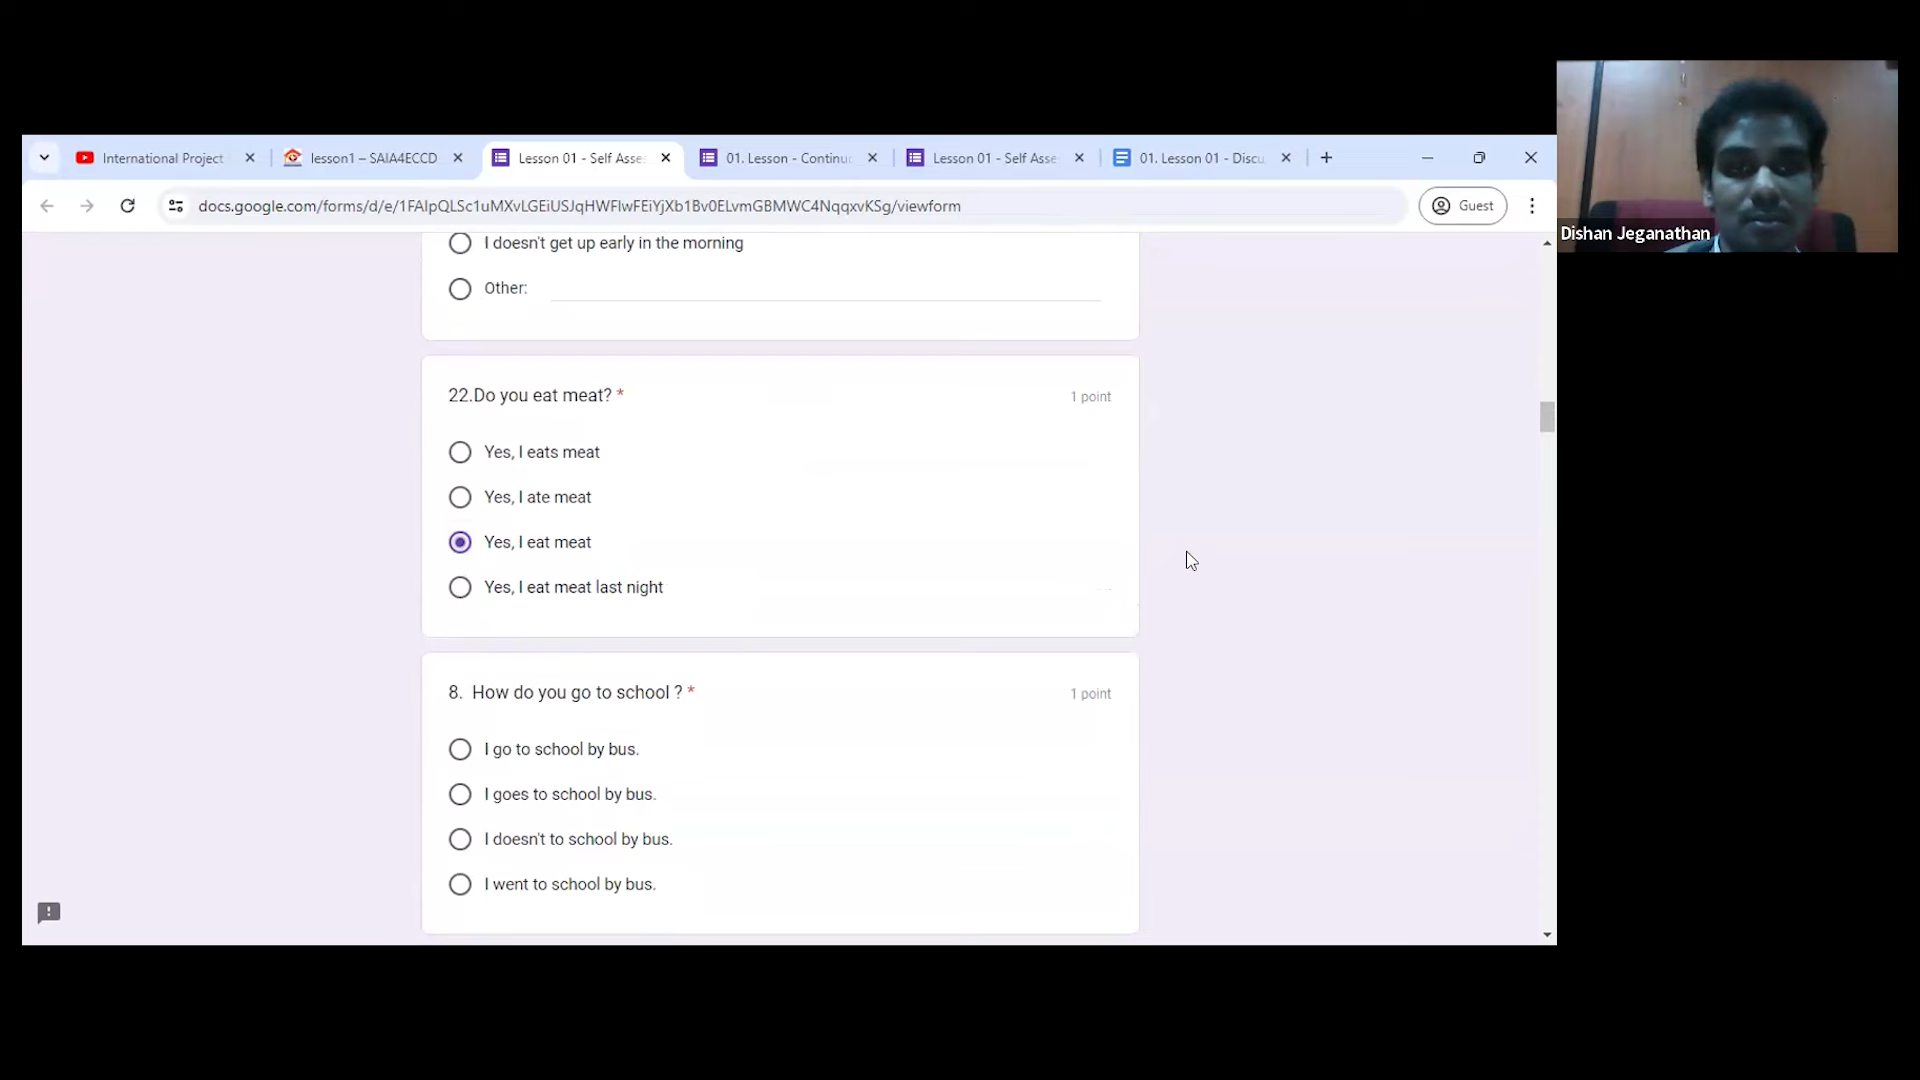 International Project
lesson1 – SAIA4ECCD
Lesson 01 - Self Asse
01. Lesson - Continu
Lesson 01 - Self Asse
01. Lesson 01 - Discu
docs.google.com/forms/d/e/1FAIpQLSc1uMXvLGEiUSJqHWFlwFEiYjXb1Bv0ELvmGBMWC4NqqxvKSg/viewform
Guest
Dishan Jeganathan
I doesn't get up early in the morning
Other:
22.Do you eat meat? *
1 point
Yes, I eats meat
Yes, I ate meat
Yes, I eat meat
Yes, I eat meat last night
8. How do you go to school ? *
1 point
I go to school by bus.
I goes to school by bus.
I doesn't to school by bus.
I went to school by bus.